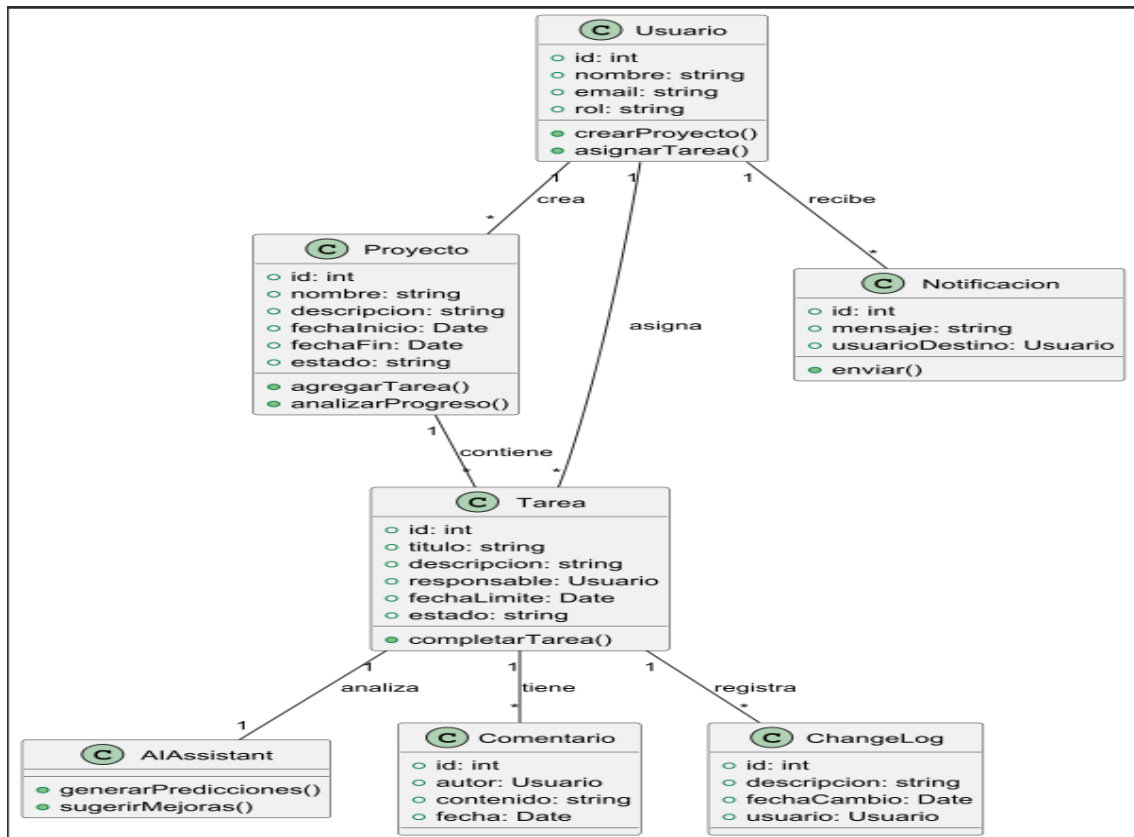 C Usuario
id: int
nombre: string
email: string
rol: string
crearProyecto()
asignarTarea()
1
1
1
crea
recibe
*
*
C Proyecto
id: int
nombre: string
descripcion: string
fechaInicio: Date
fechaFin: Date
estado: string
agregarTarea()
analizarProgreso()
C Notificacion
id: int
mensaje: string
usuarioDestino: Usuario
enviar()
asigna
1
contiene
*
*
C Tarea
id: int
titulo: string
descripcion: string
responsable: Usuario
fechaLimite: Date
estado: string
completarTarea()
1
1
1
analiza
tiene
registra
1
*
*
C AIAssistant
generarPredicciones()
sugerirMejoras()
C Comentario
id: int
autor: Usuario
contenido: string
fecha: Date
C ChangeLog
id: int
descripcion: string
fechaCambio: Date
usuario: Usuario